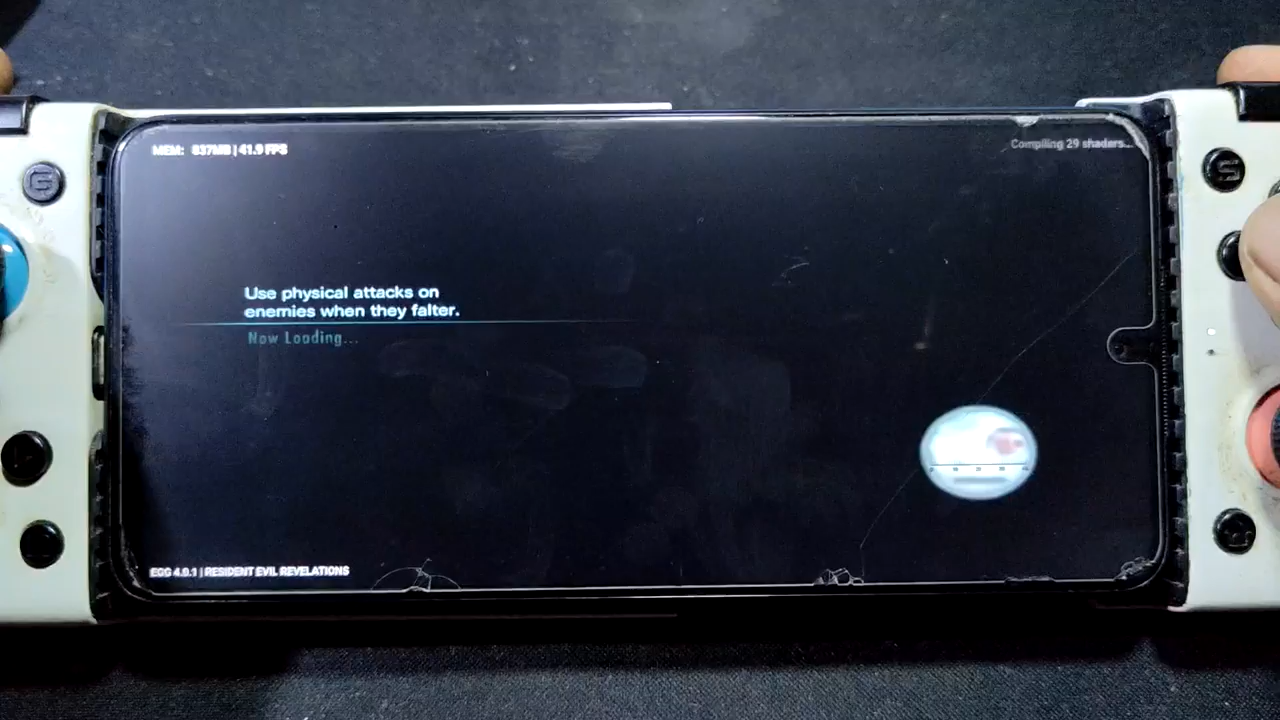 MEM: 837MB | 41.9 FPS
Compiling 29 shaders...
Use physical attacks on
enemies when they falter.
Now Loading...
EGG 4.0.1 | RESIDENT EVIL REVELATIONS